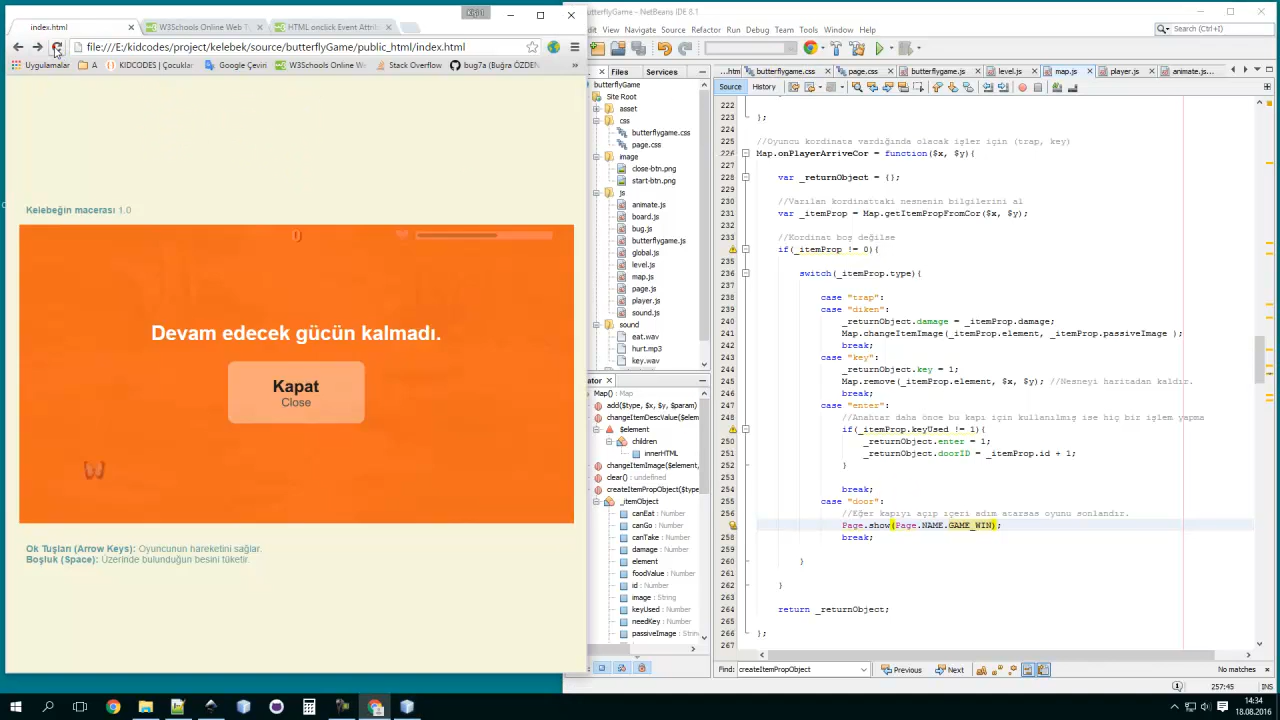 index.html
W3Schools Online Web T
HTML onclick Event Attrib
file:///E:/kidcodes/project/kelebek/source/butterflyGame/public_html/index.html
Uygulamalar
A
KIDCODES | Çocuklar
Google Çeviri
W3Schools Online We
Stack Overflow
bug7a (Buğra ÖZDEN
Kelebeğin macerası 1.0
0
Devam edecek gücün kalmadı.
Kapat
Close
Ok Tuşları (Arrow Keys): Oyuncunun hareketini sağlar.
Boşluk (Space): Üzerinde bulunduğun besini tüketir.
butterflyGame - NetBeans IDE 8.1
View Navigate Source Refactor Run Debug Team Tools Window Help
Search (Ctrl+I)
Files
Services
butterflyGame
Site Root
asset
css
butterflygame.css
page.css
image
close-btn.png
start-btn.png
js
animate.js
board.js
bug.js
butterflygame.js
global.js
level.js
map.js
page.js
player.js
sound.js
sound
eat.wav
hurt.mp3
key.wav
ator
Map() : Map
add($type, $x, $y, $param)
changeItemDescValue($elem
$element
children
innerHTML
changeItemImage($element,
clear() : undefined
createItemPropObject($type
_itemObject
canEat : Number
canGo : Number
canTake : Number
damage : Number
element
foodValue : Number
id : Number
image : String
keyUsed : Number
needKey : Number
passiveImage : String
...htm
butterflygame.css
page.css
butterflygame.js
level.js
map.js
player.js
animate.js...
Source
History
223 };
224
225 //Oyuncu kordinata vardığında olacak işler için (trap, key)
226 Map.onPlayerArriveCor = function($x, $y){
227
228 var _returnObject = {};
229
230 //Varılan kordinattaki nesnenin bilgilerini al
231 var _itemProp = Map.getItemPropFromCor($x, $y);
232
233 //Kordinat boş değilse
if(_itemProp != 0){
235
236 switch(_itemProp.type){
237
238 case "trap":
239 case "diken":
240 _returnObject.damage = _itemProp.damage;
241 Map.changeItemImage(_itemProp.element, _itemProp.passiveImage );
242 break;
243 case "key":
244 _returnObject.key = 1;
245 Map.remove(_itemProp.element, $x, $y); //Nesneyi haritadan kaldır.
246 break;
247 case "enter":
248 //Anahtar daha önce bu kapı için kullanılmış ise hiç bir işlem yapma
if(_itemProp.keyUsed != 1){
250 _returnObject.enter = 1;
251 _returnObject.doorID = _itemProp.id + 1;
252 }
253
254 break;
255 case "door":
256 //Eğer kapıyı açıp içeri adım atarsas oyunu sonlandır.
Page.show(Page.NAME.GAME_WIN);
258 break;
259
260 }
261
262 }
263
264 return _returnObject;
265
266 };
267
Find:
createItemPropObject
Previous
Next
No matches
1
257:45
INS
14:34
18.08.2016